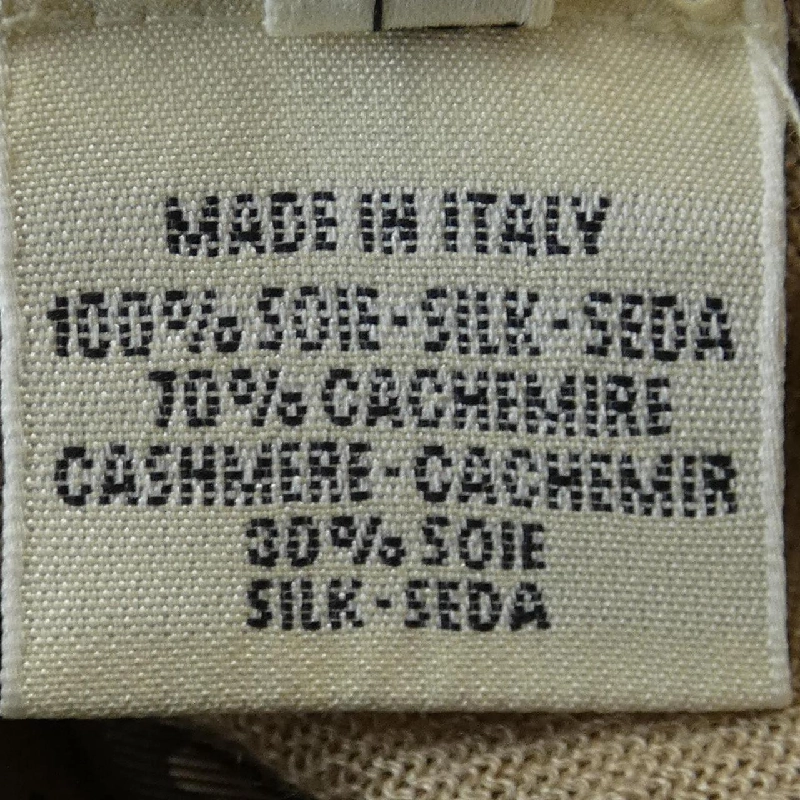 MADE IN ITALY
100% SOIE-SILK-SEDA
70% CACHEMIRE
CASHMERE-CACHEMIR
30% SOIE
SILK-SEDA